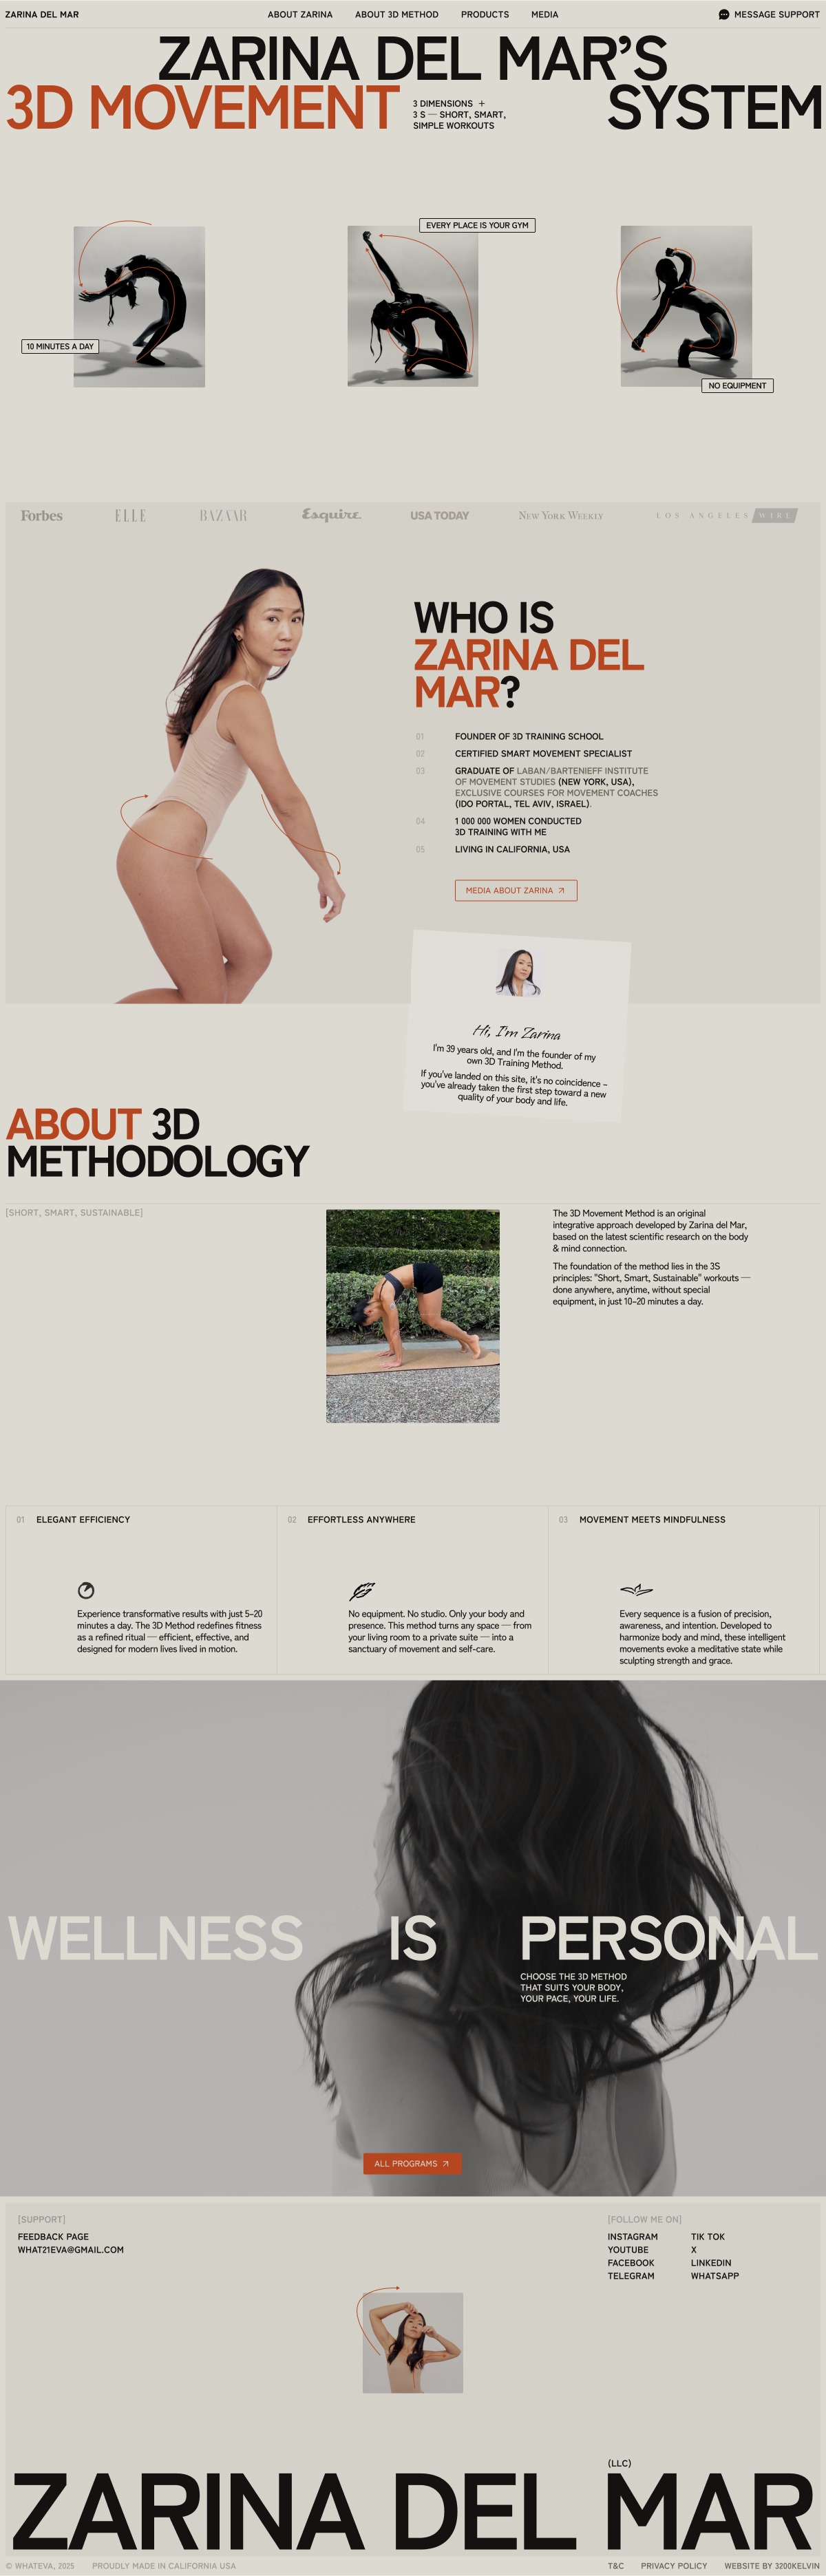 ZARINA DEL MAR
ABOUT ZARINA
ABOUT 3D METHOD
PRODUCTS
MEDIA
MESSAGE SUPPORT
ZARINA DEL MAR'S
3D MOVEMENT
3 DIMENSIONS +
3 S — SHORT, SMART,
SIMPLE WORKOUTS
SYSTEM
EVERY PLACE IS YOUR GYM
10 MINUTES A DAY
NO EQUIPMENT
Forbes
ELLE
BAZAAR
Esquire
USA TODAY
NEW YORK WEEKLY
LOS ANGELES WIRE
WHO IS
ZARINA DEL
MAR?
01 FOUNDER OF 3D TRAINING SCHOOL
02 CERTIFIED SMART MOVEMENT SPECIALIST
03 GRADUATE OF LABAN/BARTENIEFF INSTITUTE
OF MOVEMENT STUDIES (NEW YORK, USA),
EXCLUSIVE COURSES FOR MOVEMENT COACHES
(IDO PORTAL, TEL AVIV, ISRAEL).
04 1 000 000 WOMEN CONDUCTED
3D TRAINING WITH ME
05 LIVING IN CALIFORNIA, USA
MEDIA ABOUT ZARINA
Hi, I'm Zarina
I'm 39 years old, and I'm the founder of my
own 3D Training Method.
If you've landed on this site, it's no coincidence –
you've already taken the first step toward a new
quality of your body and life.
ABOUT 3D
METHODOLOGY
[SHORT, SMART, SUSTAINABLE]
The 3D Movement Method is an original
integrative approach developed by Zarina del Mar,
based on the latest scientific research on the body
& mind connection.
The foundation of the method lies in the 3S
principles: "Short, Smart, Sustainable" workouts —
done anywhere, anytime, without special
equipment, in just 10–20 minutes a day.
01 ELEGANT EFFICIENCY
Experience transformative results with just 5–20
minutes a day. The 3D Method redefines fitness
as a refined ritual — efficient, effective, and
designed for modern lives lived in motion.
02 EFFORTLESS ANYWHERE
No equipment. No studio. Only your body and
presence. This method turns any space — from
your living room to a private suite — into a
sanctuary of movement and self-care.
03 MOVEMENT MEETS MINDFULNESS
Every sequence is a fusion of precision,
awareness, and intention. Developed to
harmonize body and mind, these intelligent
movements evoke a meditative state while
sculpting strength and grace.
WELLNESS IS PERSONAL
CHOOSE THE 3D METHOD
THAT SUITS YOUR BODY,
YOUR PACE, YOUR LIFE.
ALL PROGRAMS
[SUPPORT]
FEEDBACK PAGE
WHAT21EVA@GMAIL.COM
[FOLLOW ME ON]
INSTAGRAM
YOUTUBE
FACEBOOK
TELEGRAM
TIK TOK
X
LINKEDIN
WHATSAPP
(LLC)
ZARINA DEL MAR
© WHATEVA, 2025
PROUDLY MADE IN CALIFORNIA USA
T&C
PRIVACY POLICY
WEBSITE BY 3200KELVIN